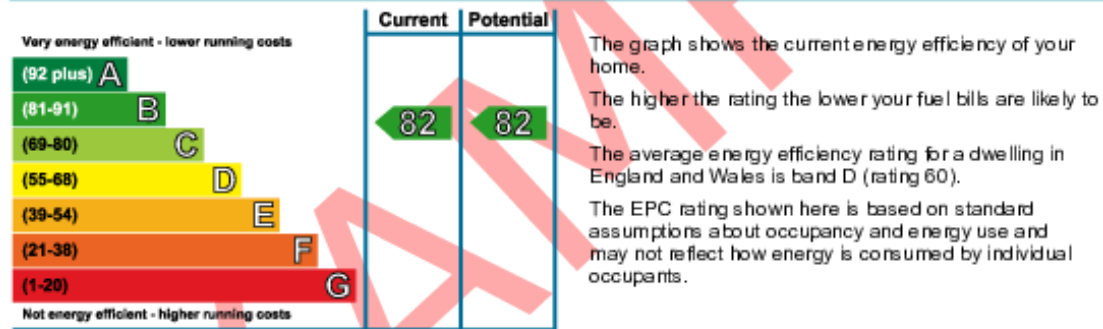 Current Potential
Very energy efficient - lower running costs
(92 plus) A
(81-91) B
(69-80) C
(55-68) D
(39-54) E
(21-38) F
(1-20) G
Not energy efficient - higher running costs
82 82
The graph shows the current energy efficiency of your
home.
The higher the rating the lower your fuel bills are likely to
be.
The average energy efficiency rating for a dwelling in
England and Wales is band D (rating 60).
The EPC rating shown here is based on standard
assumptions about occupancy and energy use and
may not reflect how energy is consumed by individual
occupants.